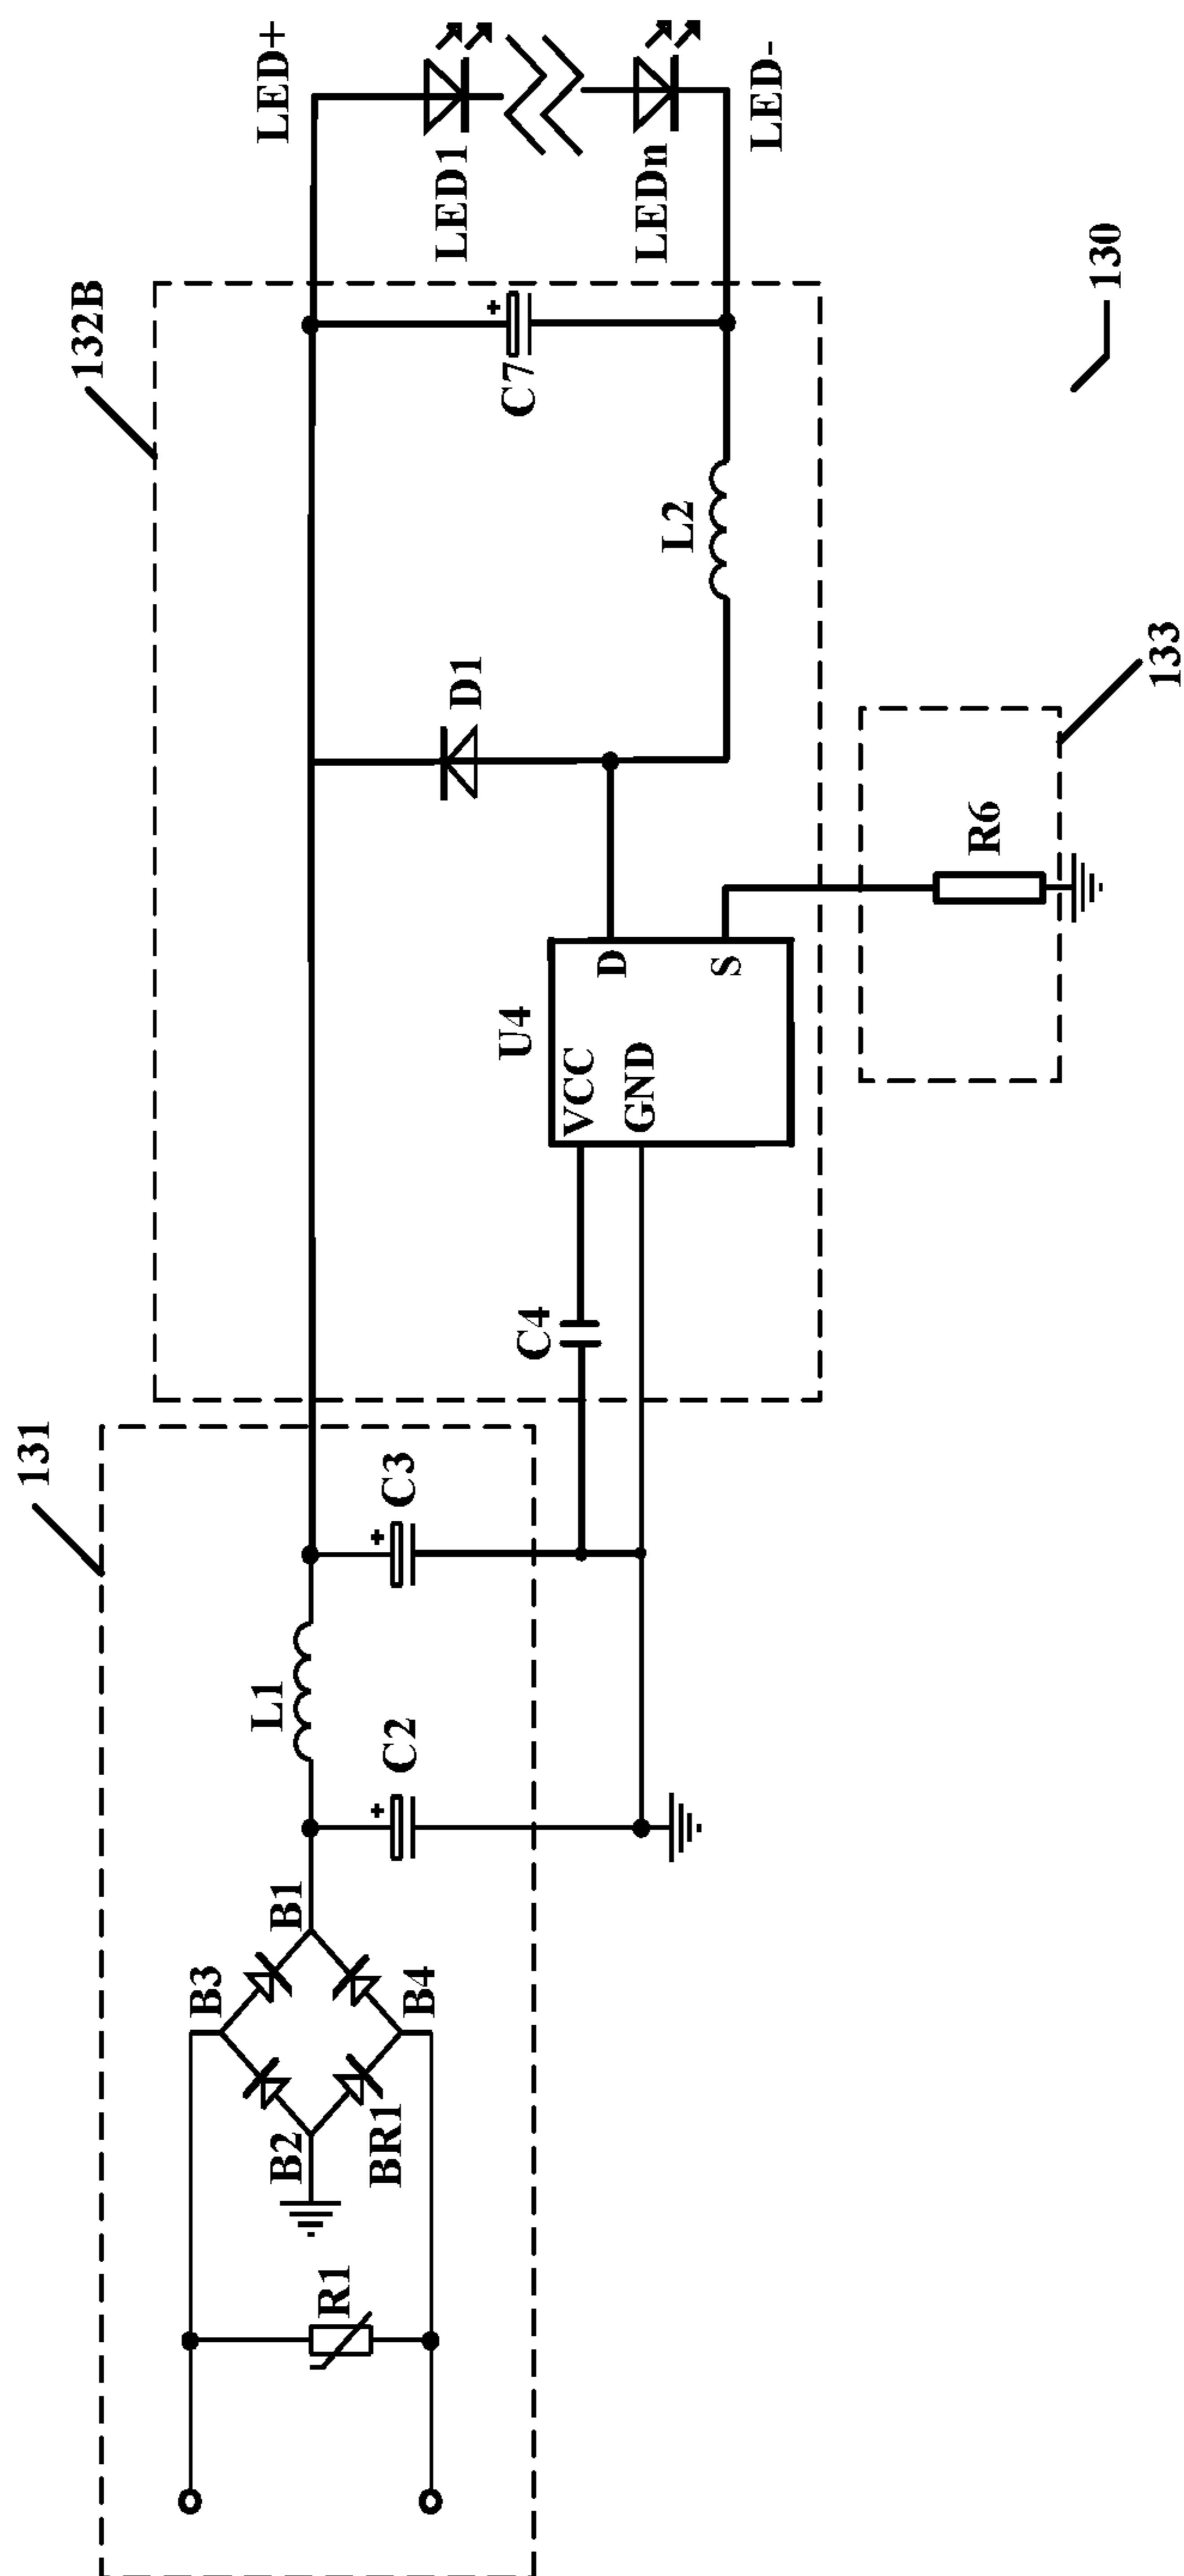 131
132B
LED+
LED1
LEDn
LED-
C7
L2
D1
U4
VCC
GND
D
S
C4
R6
133
130
C3
L1
C2
B1
B3
B4
B2
BR1
R1
+
+
+